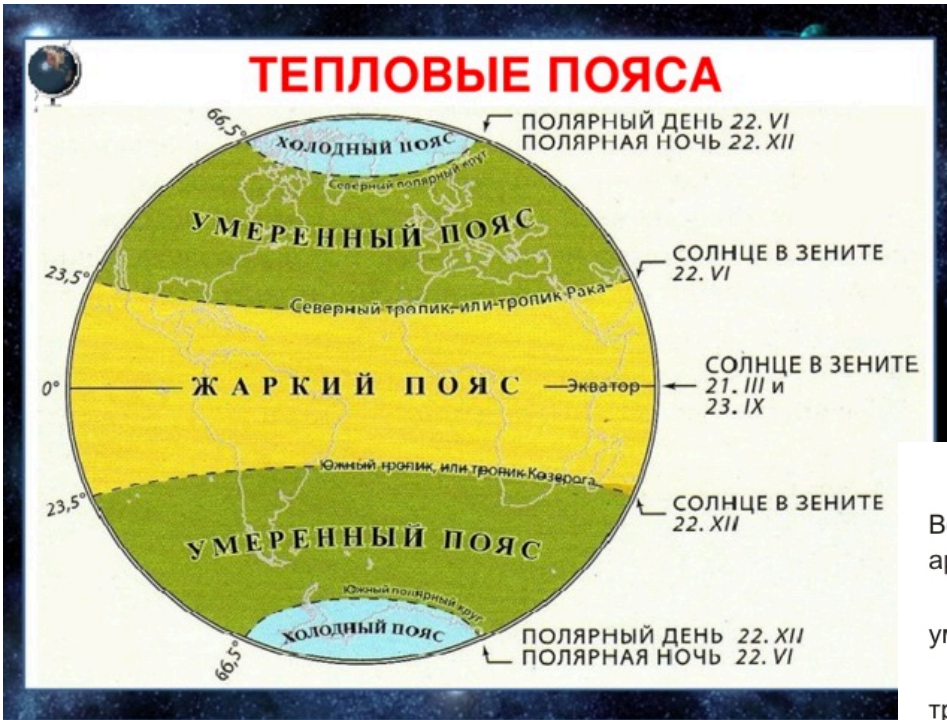 ТЕПЛОВЫЕ ПОЯСА
66,5°
ХОЛОДНЫЙ ПОЯС
ПОЛЯРНЫЙ ДЕНЬ 22. VI
ПОЛЯРНАЯ НОЧЬ 22. XII
Северный полярный круг
УМЕРЕННЫЙ ПОЯС
СОЛНЦЕ В ЗЕНИТЕ
22. VI
23,5°
Северный тропик, или тропик Рака
0°
ЖАРКИЙ ПОЯС
Экватор
СОЛНЦЕ В ЗЕНИТЕ
21. III и
23. IX
Южный тропик, или тропик Козерога
23,5°
СОЛНЦЕ В ЗЕНИТЕ
22. XII
УМЕРЕННЫЙ ПОЯС
Южный полярный круг
ХОЛОДНЫЙ ПОЯС
66,5°
ПОЛЯРНЫЙ ДЕНЬ 22. XII
ПОЛЯРНАЯ НОЧЬ 22. VI